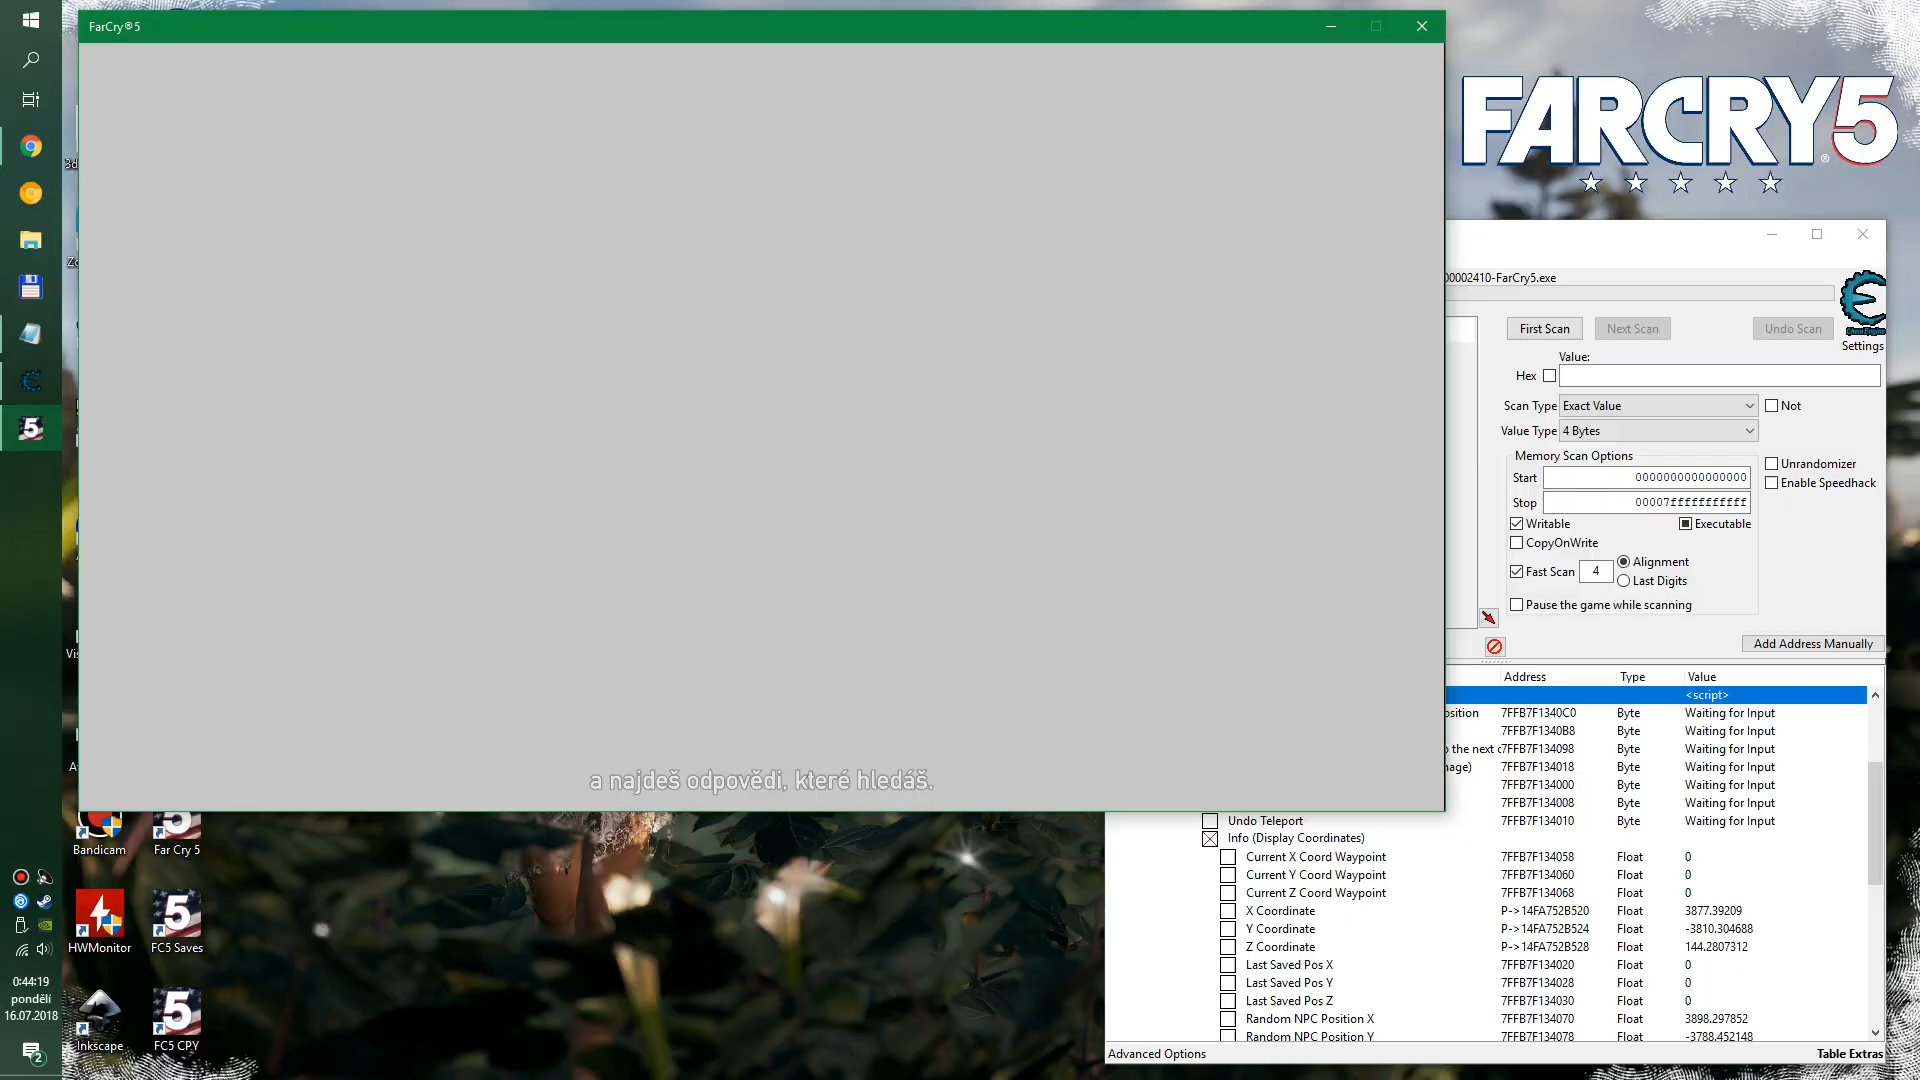 FarCry®5
FARCRY5
®
00002410-FarCry5.exe
First Scan
Next Scan
Undo Scan
Settings
Value:
Hex
Scan Type
Exact Value
Not
Value Type
4 Bytes
Memory Scan Options
Start
0000000000000000
Unrandomizer
Stop
00007fffffffffff
Enable Speedhack
Writable
Executable
CopyOnWrite
Fast Scan
4
Alignment
Last Digits
Pause the game while scanning
Add Address Manually
Address
Type
Value
<script>
osition 7FFB7F1340C0 Byte Waiting for Input
7FFB7F1340B8 Byte Waiting for Input
o the next c 7FFB7F134098 Byte Waiting for Input
nage) 7FFB7F134018 Byte Waiting for Input
7FFB7F134000 Byte Waiting for Input
7FFB7F134008 Byte Waiting for Input
Undo Teleport 7FFB7F134010 Byte Waiting for Input
Info (Display Coordinates)
Current X Coord Waypoint 7FFB7F134058 Float 0
Current Y Coord Waypoint 7FFB7F134060 Float 0
Current Z Coord Waypoint 7FFB7F134068 Float 0
X Coordinate P->14FA752B520 Float 3877.39209
Y Coordinate P->14FA752B524 Float -3810.304688
Z Coordinate P->14FA752B528 Float 144.2807312
Last Saved Pos X 7FFB7F134020 Float 0
Last Saved Pos Y 7FFB7F134028 Float 0
Last Saved Pos Z 7FFB7F134030 Float 0
Random NPC Position X 7FFB7F134070 Float 3898.297852
Random NPC Position Y 7FFB7F134078 Float -3788.452148
Advanced Options
Table Extras
a najdeš odpovědi, které hledáš.
Bandicam
Far Cry 5
HWMonitor
FC5 Saves
Inkscape
FC5 CPY
0:44:19
pondělí
16.07.2018
2